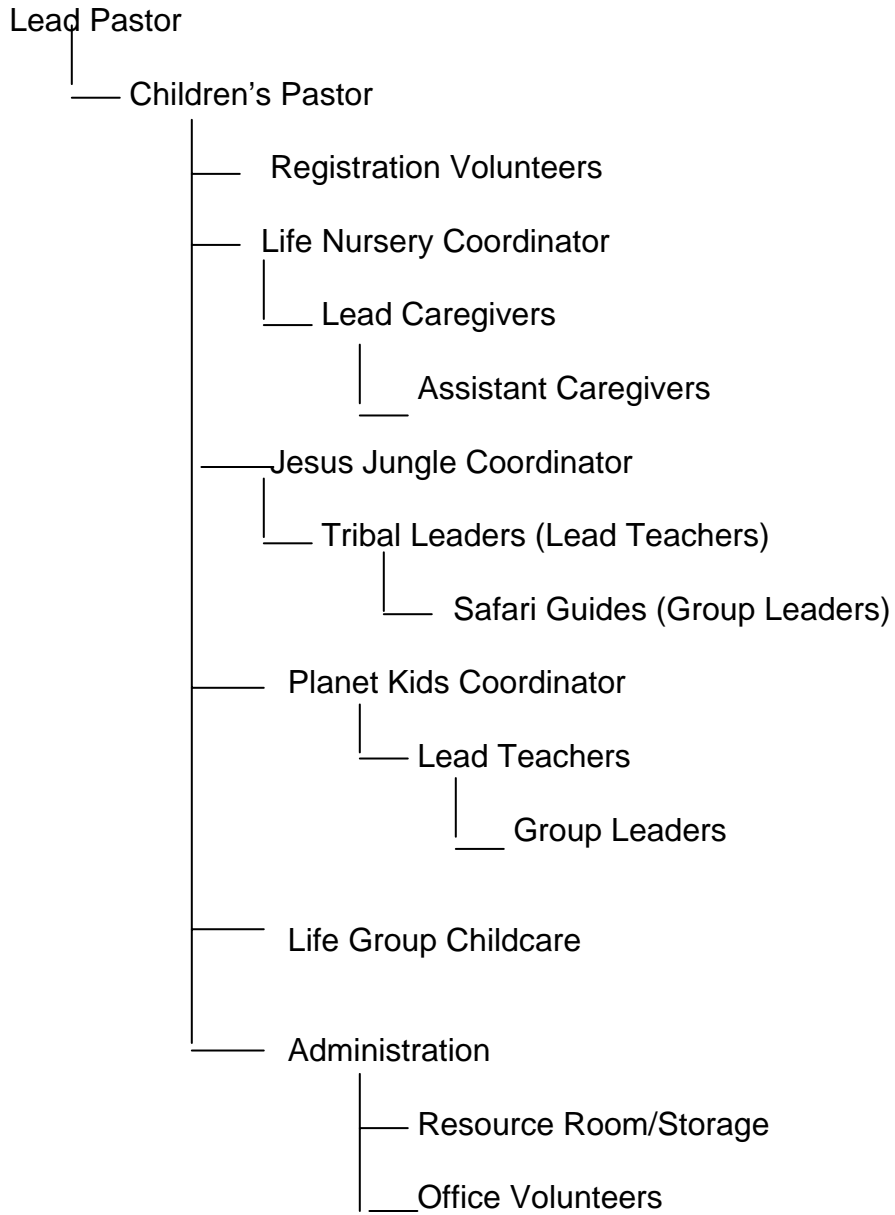 Lead Pastor
Children’s Pastor
Registration Volunteers
Life Nursery Coordinator
Lead Caregivers
Assistant Caregivers
Jesus Jungle Coordinator
Tribal Leaders (Lead Teachers)
Safari Guides (Group Leaders)
Planet Kids Coordinator
Lead Teachers
Group Leaders
Life Group Childcare
Administration
Resource Room/Storage
Office Volunteers